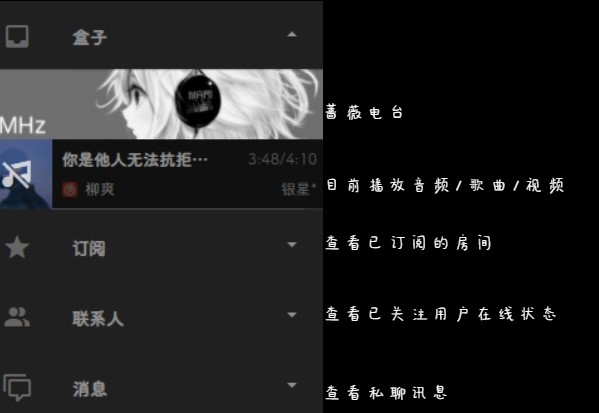 盒子
MHz
蔷薇电台
你是他人无法抗拒… 3:48/4:10
柳爽 银星*
目前播放音频/歌曲/视频
订阅
查看已订阅的房间
联系人
查看已关注用户在线状态
消息
查看私聊讯息